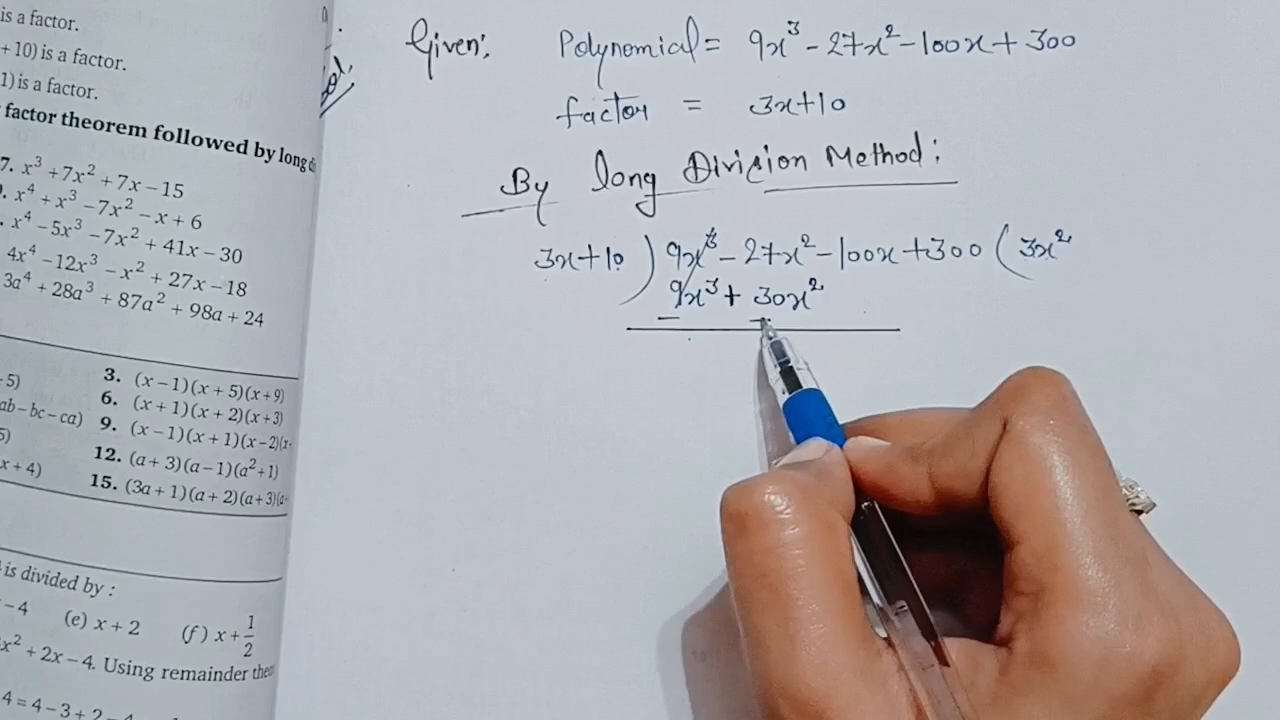 is a factor.
+ 10) is a factor.
1) is a factor.
factor theorem followed by long
7. x³ + 7x² + 7x − 15
. x⁴ + x³ − 7x² − x + 6
. x⁴ − 5x³ − 7x² + 41x − 30
4x⁴ − 12x³ − x² + 27x − 18
3a⁴ + 28a³ + 87a² + 98a + 24
5) 3. (x − 1)(x + 5)(x + 9)
ab − bc − ca) 6. (x + 1)(x + 2)(x + 3)
5) 9. (x − 1)(x + 1)(x − 2)(x
x + 4) 12. (a + 3)(a − 1)(a² + 1)
15. (3a + 1)(a + 2)(a + 3)(a
is divided by :
− 4 (e) x + 2 (f) x + 1/2
x² + 2x − 4. Using remainder
4 = 4 − 3 + 2
Sol.
Given: Polynomial = 9x³ − 27x² − 100x + 300
factor = 3x + 10
By long Division Method:
3x + 10 ) 9x³ − 27x² − 100x + 300 ( 3x²
9x³ + 30x²
− −